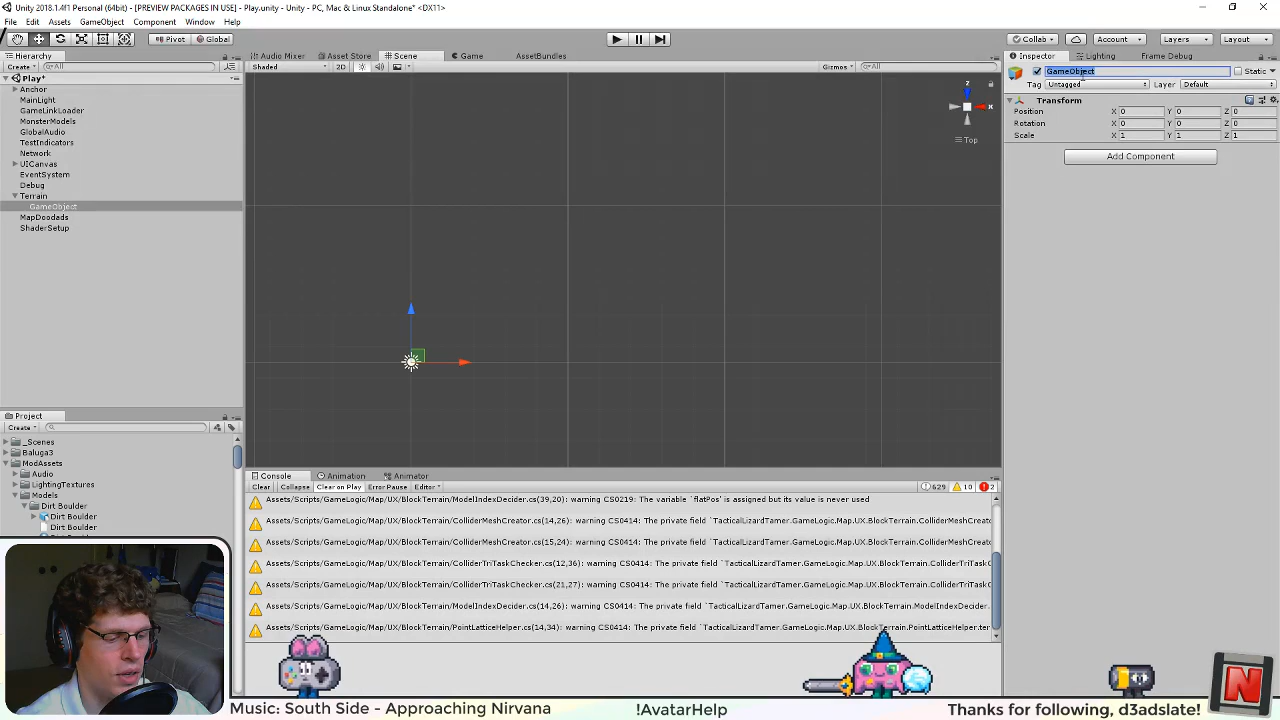 Unity 2018.1.4f1 Personal (64bit) - [PREVIEW PACKAGES IN USE] - Play.unity - Unity - PC, Mac & Linux Standalone* <DX11>
File Edit Assets GameObject Component Window Help
Pivot Global Collab Account Layers Layout
Hierarchy
Audio Mixer Asset Store Scene Game AssetBundles
Inspector Lighting Frame Debug
Create All
Shaded 2D Gizmos All
GameObject Static
Tag Untagged Layer Default
Play*
Anchor
MainLight
GameLinkLoader
MonsterModels
GlobalAudio
TestIndicators
Network
UICanvas
EventSystem
Debug
Terrain
GameObject
MapDoodads
ShaderSetup
z
x
Top
Transform
Position X 0 Y 0 Z 0
Rotation X 0 Y 0 Z 0
Scale X 1 Y 1 Z 1
Add Component
Project
Create
_Scenes
Baluga3
ModAssets
Audio
LightingTextures
Models
Dirt Boulder
Dirt Boulder
Dirt Boulder
Console Animation Animator
Clear Collapse Clear on Play Error Pause Editor 629 10 2
Assets/Scripts/GameLogic/Map/UX/BlockTerrain/ModelIndexDecider.cs(39,20): warning CS0219: The variable `flatPos' is assigned but its value is never used
Assets/Scripts/GameLogic/Map/UX/BlockTerrain/ColliderMeshCreator.cs(14,26): warning CS0414: The private field `TacticalLizardTamer.GameLogic.Map.UX.BlockTerrain.ColliderMeshCreato
Assets/Scripts/GameLogic/Map/UX/BlockTerrain/ColliderMeshCreator.cs(15,24): warning CS0414: The private field `TacticalLizardTamer.GameLogic.Map.UX.BlockTerrain.ColliderMeshCreato
Assets/Scripts/GameLogic/Map/UX/BlockTerrain/ColliderTriTaskChecker.cs(12,36): warning CS0414: The private field `TacticalLizardTamer.GameLogic.Map.UX.BlockTerrain.ColliderTriTask
Assets/Scripts/GameLogic/Map/UX/BlockTerrain/ColliderTriTaskChecker.cs(21,27): warning CS0414: The private field `TacticalLizardTamer.GameLogic.Map.UX.BlockTerrain.ColliderTriTask
Assets/Scripts/GameLogic/Map/UX/BlockTerrain/ModelIndexDecider.cs(14,26): warning CS0414: The private field `TacticalLizardTamer.GameLogic.Map.UX.BlockTerrain.ModelIndexDecider.
Assets/Scripts/GameLogic/Map/UX/BlockTerrain/PointLatticeHelper.cs(14,34): warning CS0414: The private field `TacticalLizardTamer.GameLogic.Map.UX.BlockTerrain.PointLatticeHelper.ter
N
Music: South Side - Approaching Nirvana !AvatarHelp Thanks for following, d3adslate!